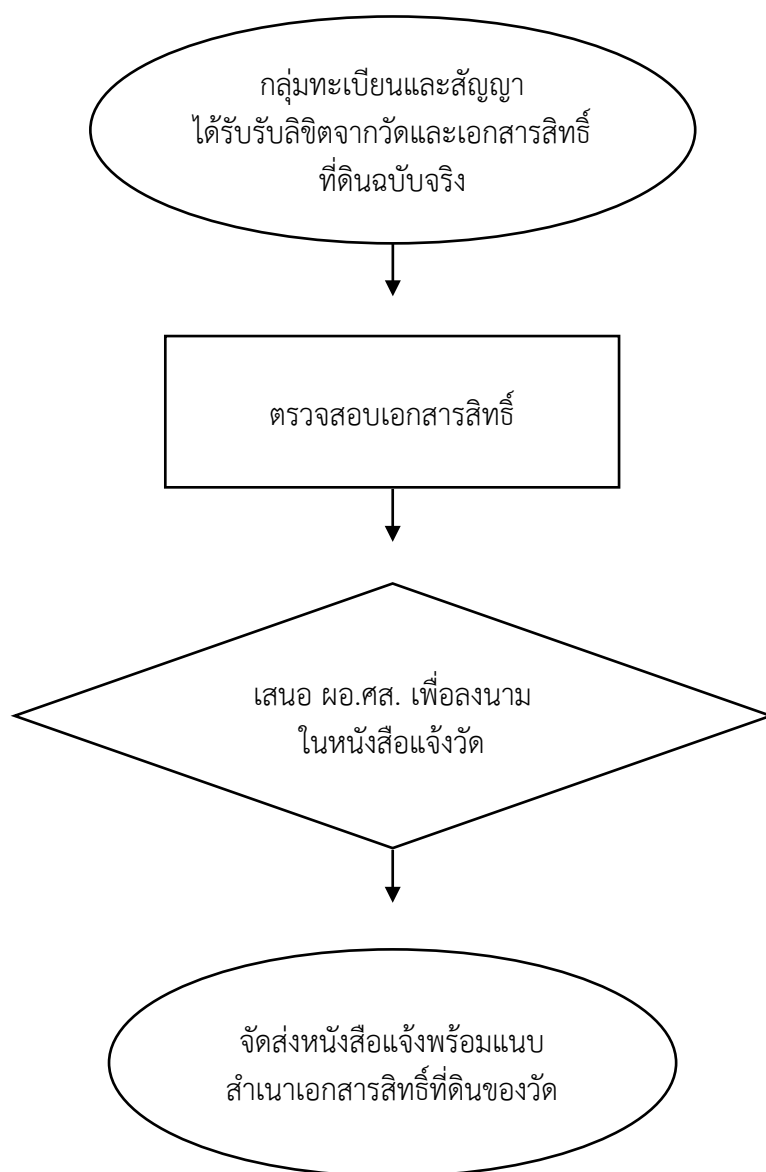 กลุ่มทะเบียนและสัญญา
ได้รับรับลิขิตจากวัดและเอกสารสิทธิ์
ที่ดินฉบับจริง
ตรวจสอบเอกสารสิทธิ์
เสนอ ผอ.ศส. เพื่อลงนาม
ในหนังสือแจ้งวัด
จัดส่งหนังสือแจ้งพร้อมแนบ
สำเนาเอกสารสิทธิ์ที่ดินของวัด